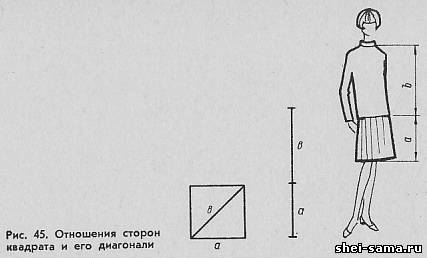 Рис. 45. Отношения сторон
квадрата и его диагонали
в
а
в
а
b
a
shei-sama.ru